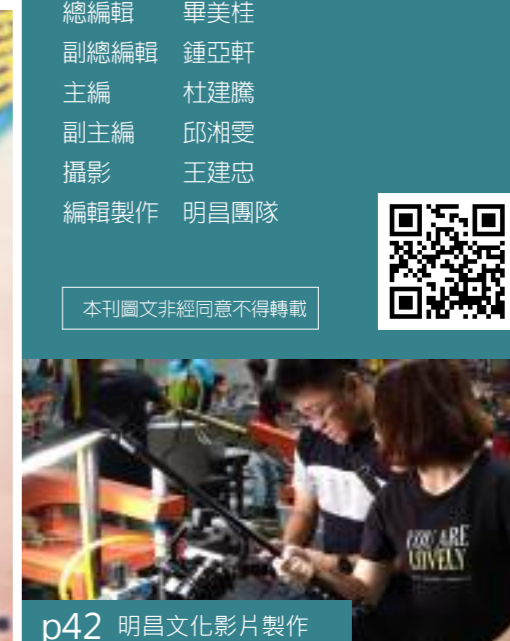 總編輯 畢美桂
副總編輯 鍾亞軒
主編 杜建騰
副主編 邱湘雯
攝影 王建忠
編輯製作 明昌團隊
本刊圖文非經同意不得轉載
YOU ARE
LOVELY
p42 明昌文化影片製作